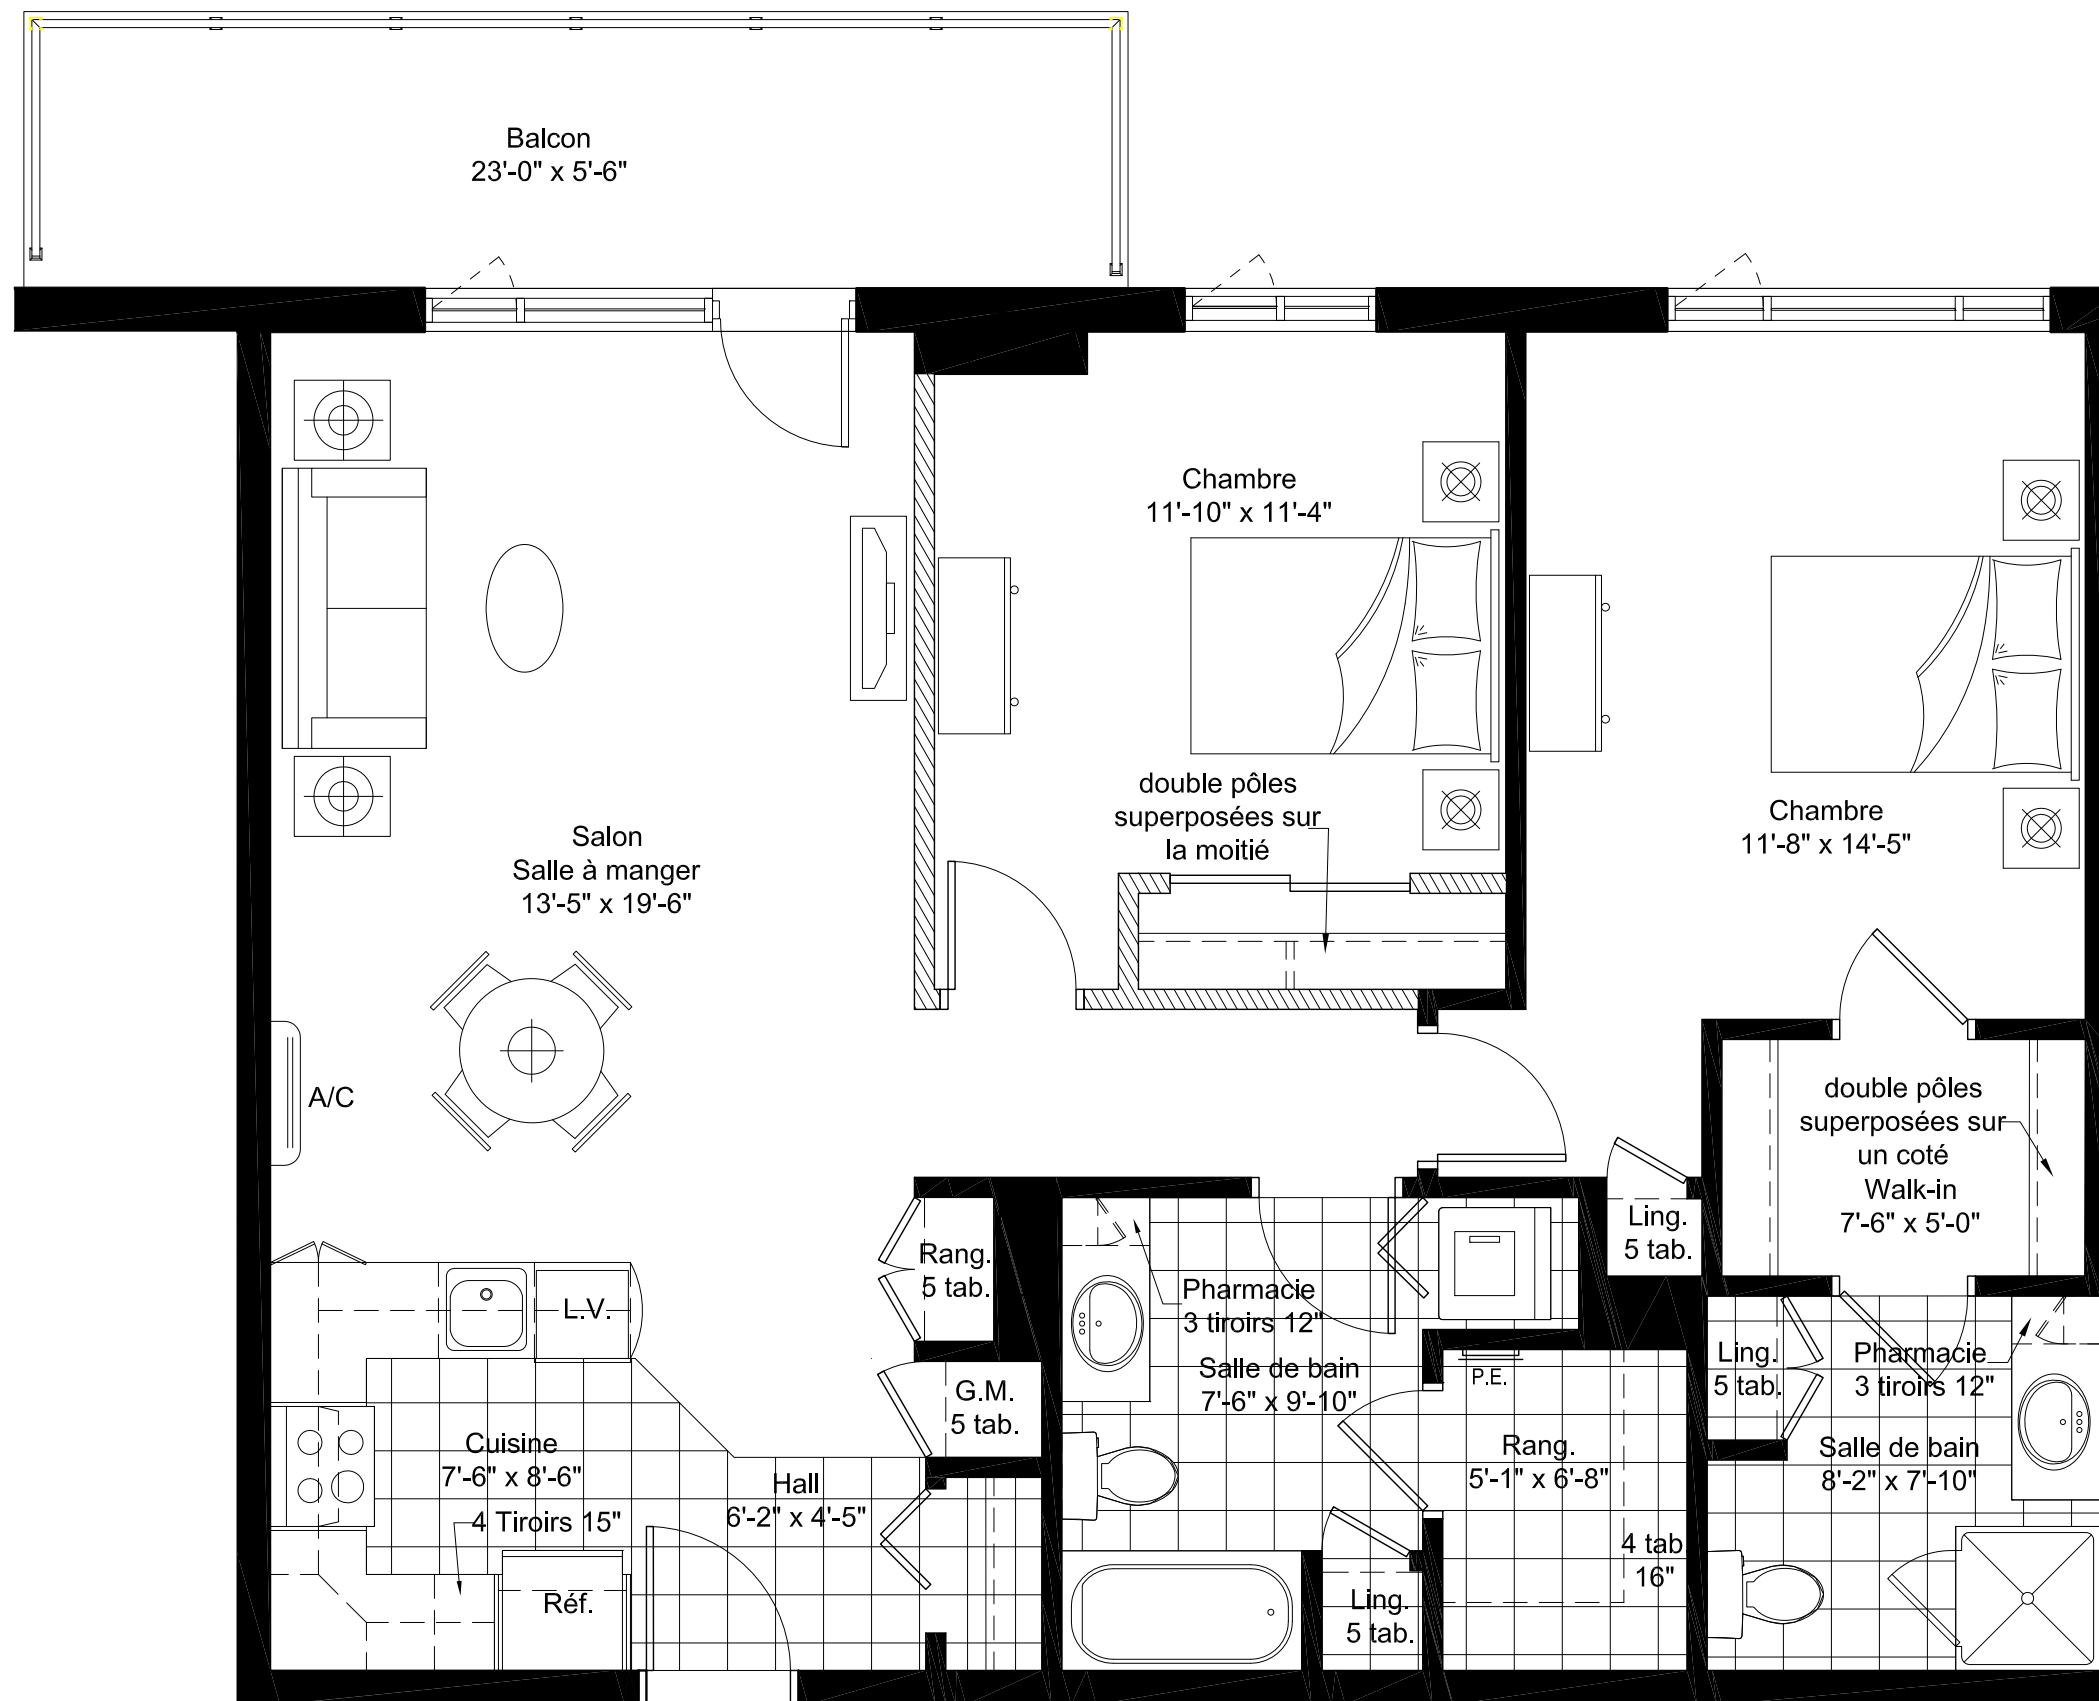 Balcon
23'-0" x 5'-6"
Chambre
11'-10" x 11'-4"
double pôles
superposées sur
la moitié
Chambre
11'-8" x 14'-5"
Salon
Salle à manger
13'-5" x 19'-6"
A/C
double pôles
superposées sur
un coté
Walk-in
7'-6" x 5'-0"
Ling.
5 tab.
Rang.
5 tab.
L.V.
Pharmacie
3 tiroirs 12"
Salle de bain
7'-6" x 9'-10"
P.E.
G.M.
5 tab.
Ling.
5 tab.
Pharmacie
3 tiroirs 12"
Salle de bain
8'-2" x 7'-10"
Cuisine
7'-6" x 8'-6"
4 Tiroirs 15"
Hall
6'-2" x 4'-5"
Rang.
5'-1" x 6'-8"
4 tab
16"
Réf.
Ling.
5 tab.